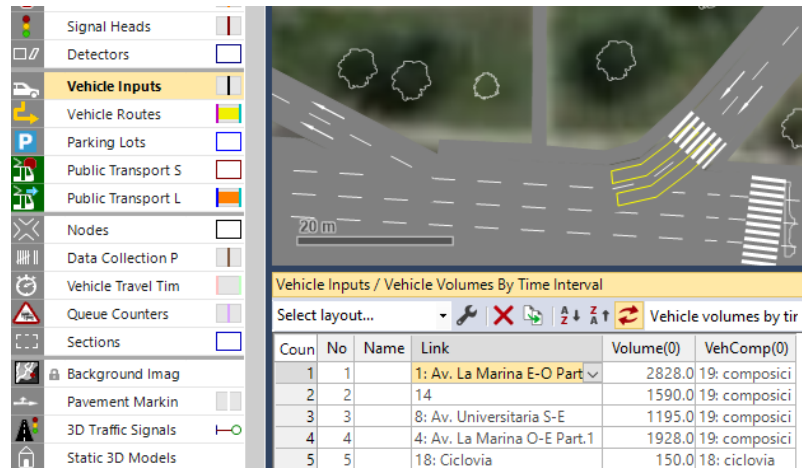 Signal Heads
Detectors
Vehicle Inputs
Vehicle Routes
P Parking Lots
Public Transport S
Public Transport L
Nodes
Data Collection P
Vehicle Travel Tim
Queue Counters
Sections
Background Imag
Pavement Markin
3D Traffic Signals
Static 3D Models
20 m
Vehicle Inputs / Vehicle Volumes By Time Interval
Select layout... Vehicle volumes by tir
Coun No Name Link Volume(0) VehComp(0)
1 1 1: Av. La Marina E-O Part 2828.0 19: composici
2 2 14 1590.0 19: composici
3 3 8: Av. Universitaria S-E 1195.0 19: composici
4 4 4: Av. La Marina O-E Part.1 1928.0 19: composici
5 5 18: Ciclovia 150.0 18: ciclovia